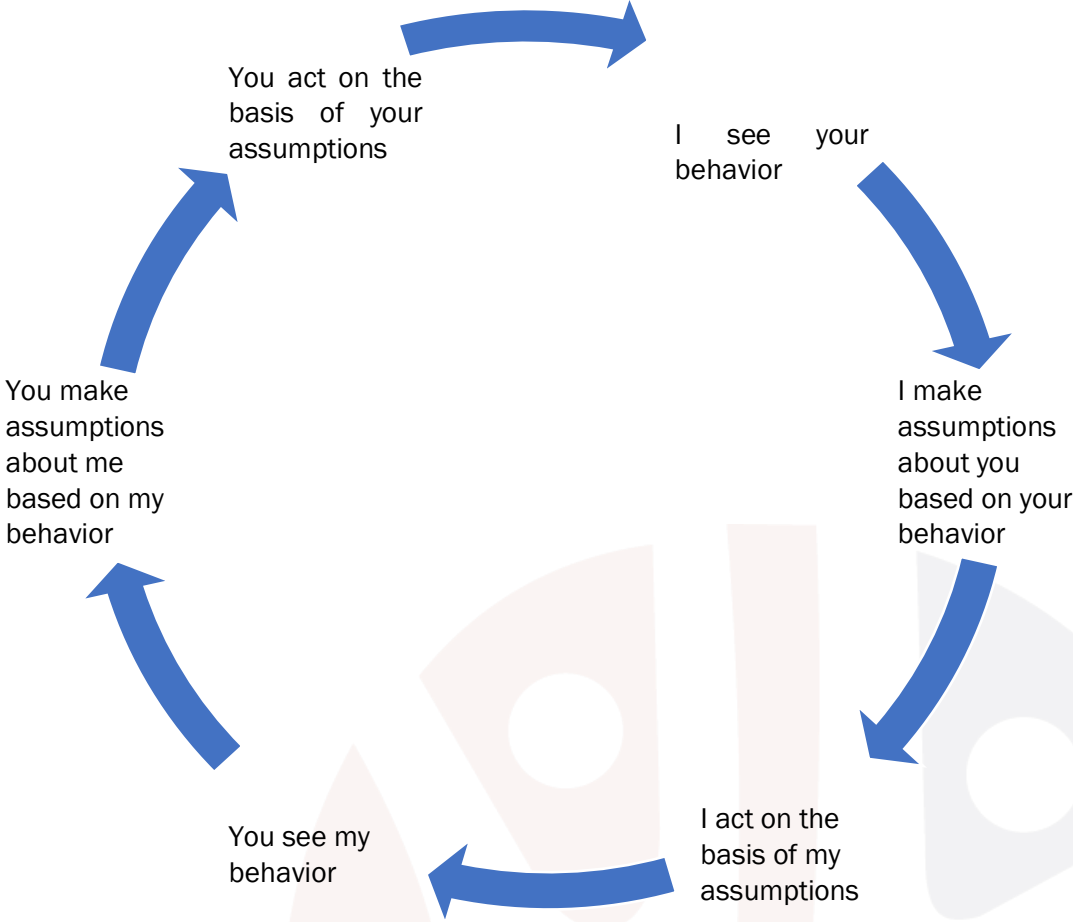 You act on the
basis of your
assumptions
I see your
behavior
I make
assumptions
about you
based on your
behavior
I act on the
basis of my
assumptions
You see my
behavior
You make
assumptions
about me
based on my
behavior